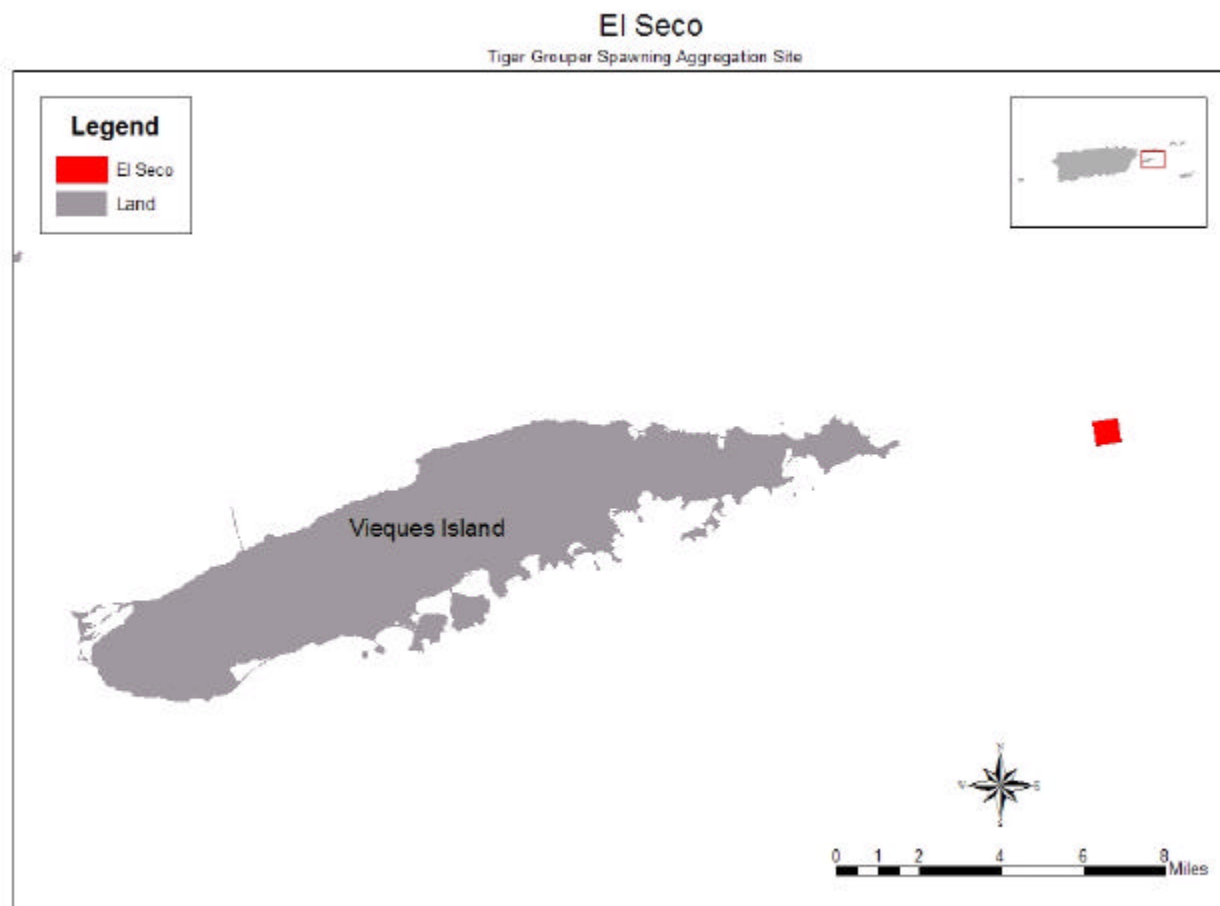 El Seco
Tiger Grouper Spawning Aggregation Site
Legend
El Seco
Land
Vieques Island
N
0 1 2 4 6 8
Miles